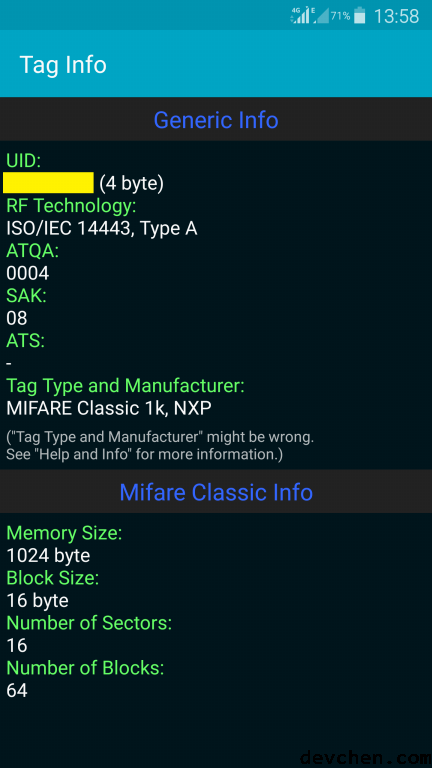 4G E 71% 13:58
Tag Info
Generic Info
UID:
(4 byte)
RF Technology:
ISO/IEC 14443, Type A
ATQA:
0004
SAK:
08
ATS:
-
Tag Type and Manufacturer:
MIFARE Classic 1k, NXP
("Tag Type and Manufacturer" might be wrong.
See "Help and Info" for more information.)
Mifare Classic Info
Memory Size:
1024 byte
Block Size:
16 byte
Number of Sectors:
16
Number of Blocks:
64
devchen.com